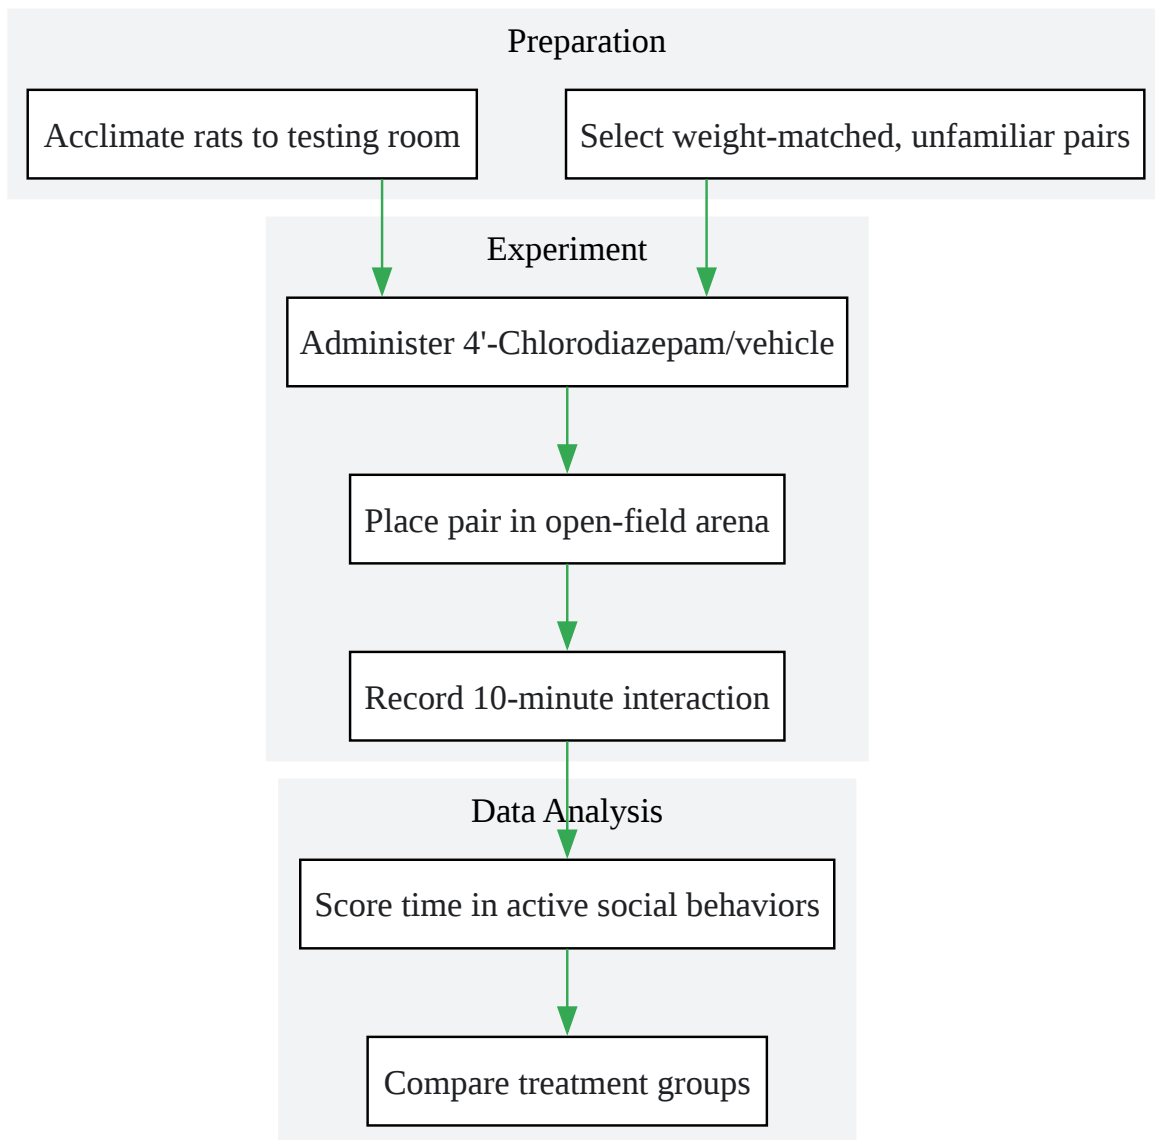 Preparation
Acclimate rats to testing room
Select weight-matched, unfamiliar pairs
Experiment
Administer 4'-Chlorodiazepam/vehicle
Place pair in open-field arena
Record 10-minute interaction
Data Analysis
Score time in active social behaviors
Compare treatment groups